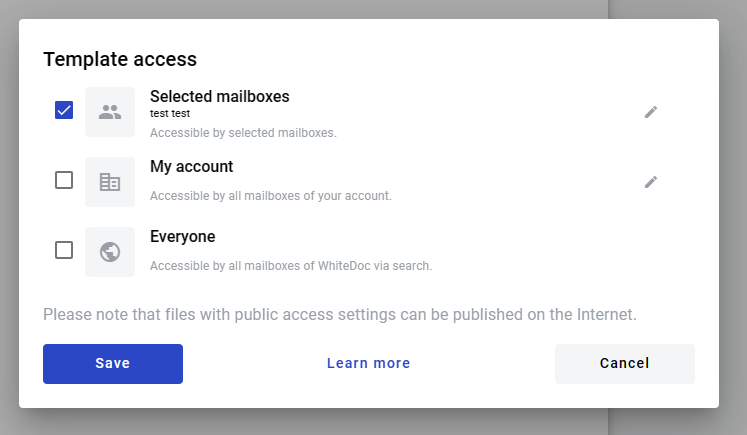 Template access
Selected mailboxes
test test
Accessible by selected mailboxes.
My account
Accessible by all mailboxes of your account.
Everyone
Accessible by all mailboxes of WhiteDoc via search.
Please note that files with public access settings can be published on the Internet.
Save
Learn more
Cancel